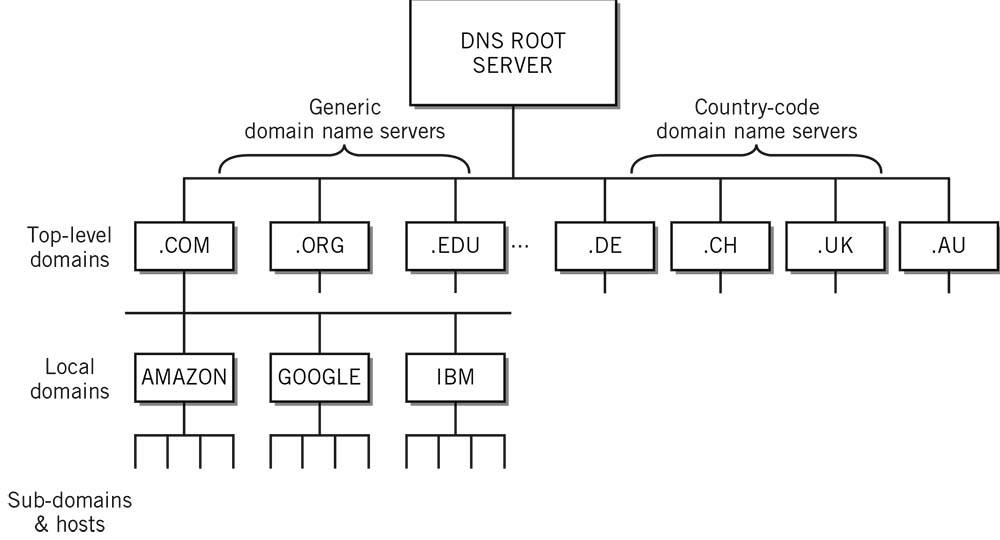 DNS ROOT
SERVER
Generic
domain name servers
Country-code
domain name servers
Top-level
domains
.COM
.ORG
.EDU
...
.DE
.CH
.UK
.AU
Local
domains
AMAZON
GOOGLE
IBM
Sub-domains
& hosts